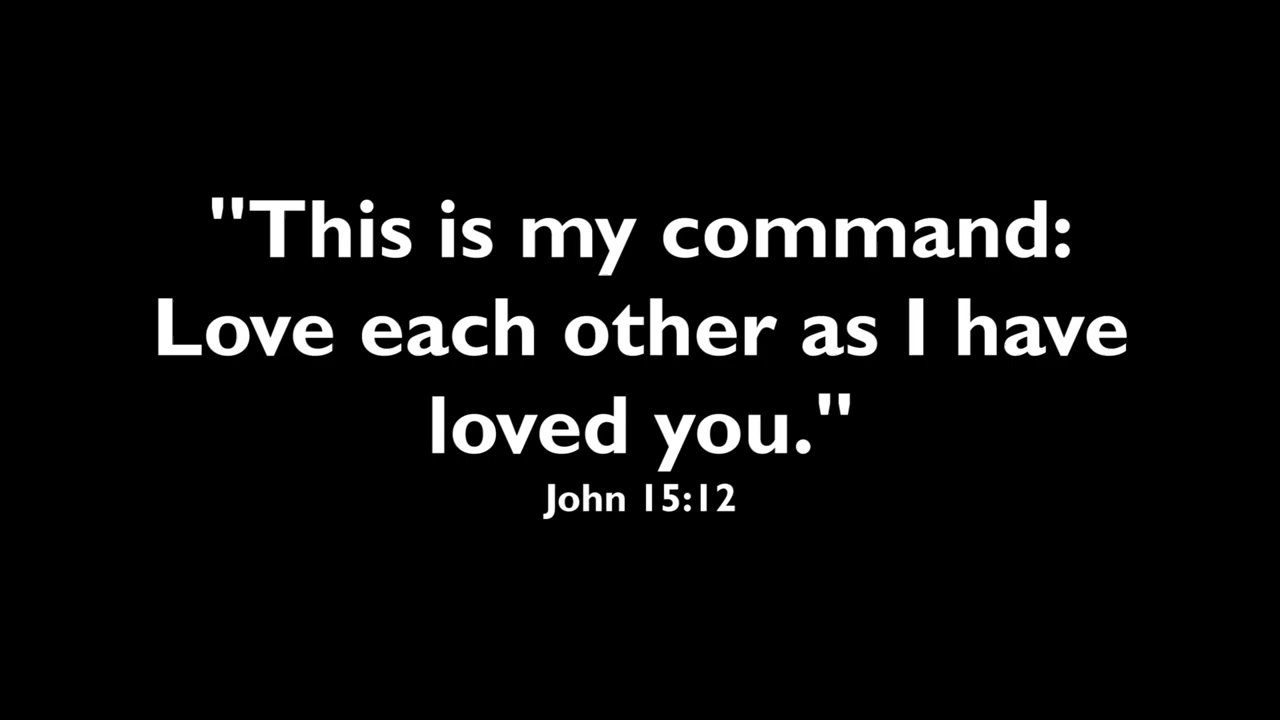 "This is my command:
Love each other as I have
loved you."
John 15:12